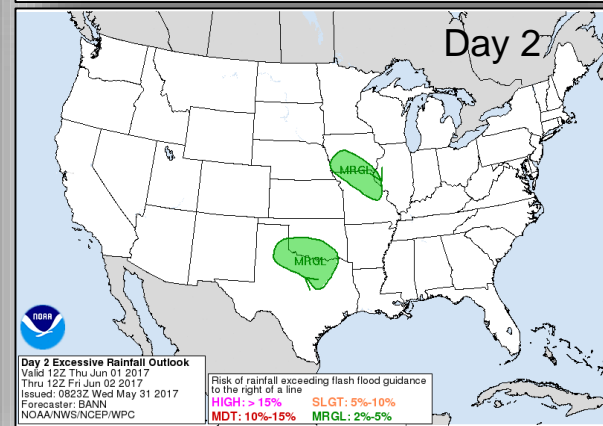 Day 2
MRGL
MRGL
NOAA
Day 2 Excessive Rainfall Outlook
Valid 12Z Thu Jun 01 2017
Thru 12Z Fri Jun 02 2017
Issued: 0823Z Wed May 31 2017
Forecaster: BANN
NOAA/NWS/NCEP/WPC
Risk of rainfall exceeding flash flood guidance
to the right of a line
HIGH: > 15% SLGT: 5%-10%
MDT: 10%-15% MRGL: 2%-5%